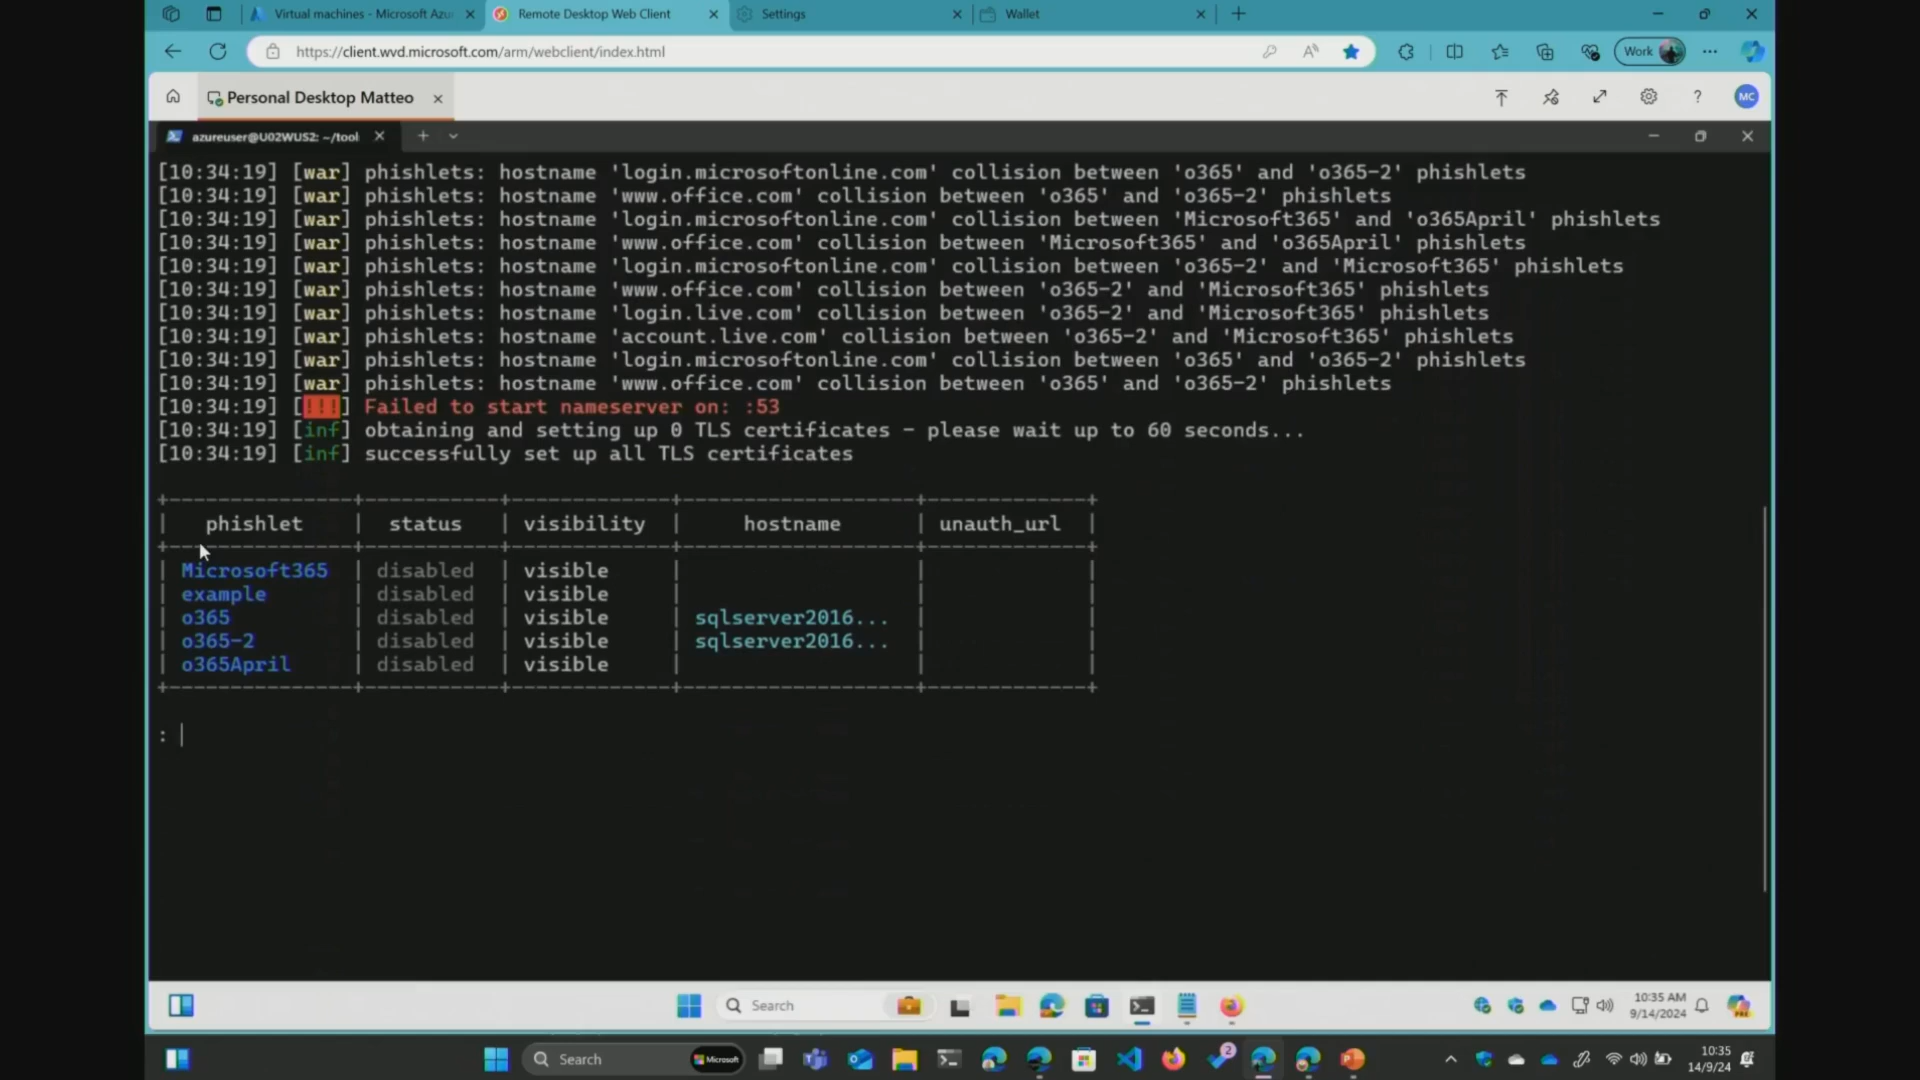 Virtual machines - Microsoft Azu
Remote Desktop Web Client
Settings
Wallet
https://client.wvd.microsoft.com/arm/webclient/index.html
Work
Personal Desktop Matteo
MC
azureuser@U02WUS2: ~/tool
[10:34:19] [war] phishlets: hostname 'login.microsoftonline.com' collision between 'o365' and 'o365-2' phishlets
[10:34:19] [war] phishlets: hostname 'www.office.com' collision between 'o365' and 'o365-2' phishlets
[10:34:19] [war] phishlets: hostname 'login.microsoftonline.com' collision between 'Microsoft365' and 'o365April' phishlets
[10:34:19] [war] phishlets: hostname 'www.office.com' collision between 'Microsoft365' and 'o365April' phishlets
[10:34:19] [war] phishlets: hostname 'login.microsoftonline.com' collision between 'o365-2' and 'Microsoft365' phishlets
[10:34:19] [war] phishlets: hostname 'www.office.com' collision between 'o365-2' and 'Microsoft365' phishlets
[10:34:19] [war] phishlets: hostname 'login.live.com' collision between 'o365-2' and 'Microsoft365' phishlets
[10:34:19] [war] phishlets: hostname 'account.live.com' collision between 'o365-2' and 'Microsoft365' phishlets
[10:34:19] [war] phishlets: hostname 'login.microsoftonline.com' collision between 'o365' and 'o365-2' phishlets
[10:34:19] [war] phishlets: hostname 'www.office.com' collision between 'o365' and 'o365-2' phishlets
[10:34:19] [!!!] Failed to start nameserver on: :53
[10:34:19] [inf] obtaining and setting up 0 TLS certificates - please wait up to 60 seconds...
[10:34:19] [inf] successfully set up all TLS certificates
| phishlet | status | visibility | hostname | unauth_url |
| Microsoft365 | disabled | visible | | |
| example | disabled | visible | | |
| o365 | disabled | visible | sqlserver2016... | |
| o365-2 | disabled | visible | sqlserver2016... | |
| o365April | disabled | visible | | |
:
Search
10:35 AM
9/14/2024
Search
Microsoft
2
10:35
14/9/24